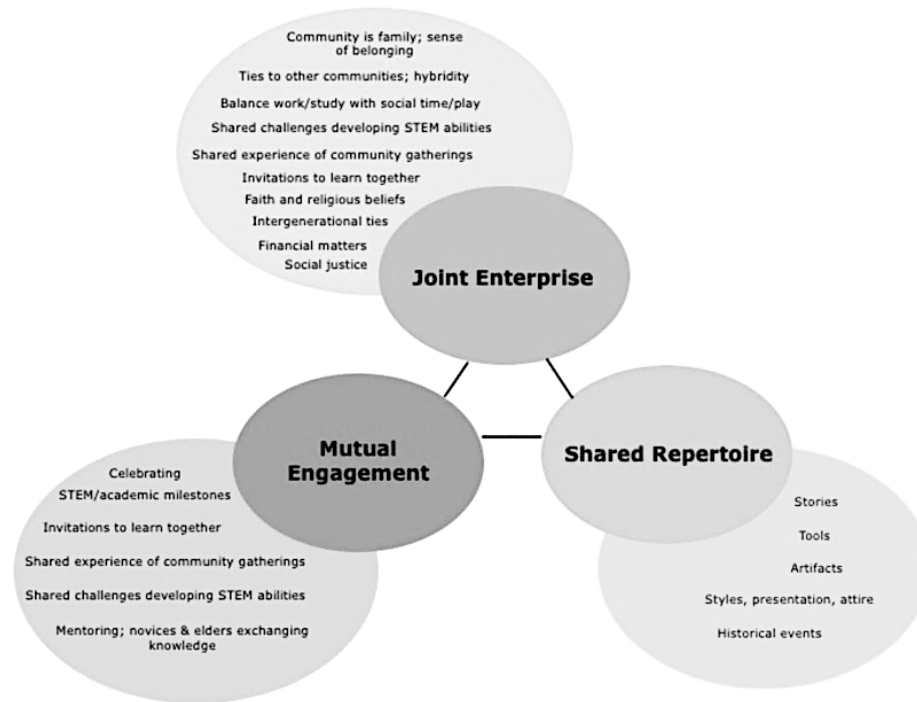 Community is family; sense
of belonging
Ties to other communities; hybridity
Balance work/study with social time/play
Shared challenges developing STEM abilities
Shared experience of community gatherings
Invitations to learn together
Faith and religious beliefs
Intergenerational ties
Financial matters
Social justice
Joint Enterprise
Mutual
Engagement
Celebrating
STEM/academic milestones
Invitations to learn together
Shared experience of community gatherings
Shared challenges developing STEM abilities
Mentoring; novices & elders exchanging
knowledge
Shared Repertoire
Stories
Tools
Artifacts
Styles, presentation, attire
Historical events